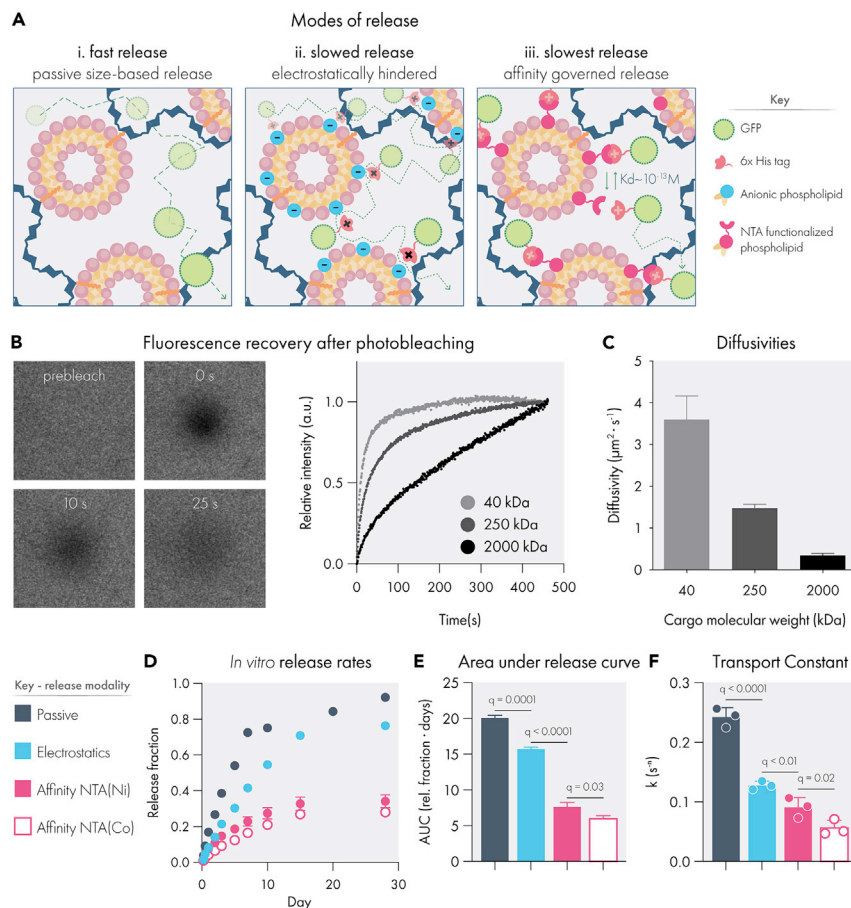 A
Modes of release
i. fast release
passive size-based release
ii. slowed release
electrostatically hindered
iii. slowest release
affinity governed release
Kd~10⁻¹³M
Key
GFP
6x His tag
Anionic phospholipid
NTA functionalized
phospholipid
B
Fluorescence recovery after photobleaching
prebleach
0 s
10 s
25 s
Relative intensity (a.u.)
1.0
0.5
0.0
40 kDa
250 kDa
2000 kDa
0 100 200 300 400 500
Time(s)
C
Diffusivities
Diffusivity (µm²· s⁻¹)
5
4
3
2
1
0
40 250 2000
Cargo molecular weight (kDa)
Key - release modality
Passive
Electrostatics
Affinity NTA(Ni)
Affinity NTA(Co)
D
In vitro release rates
Release fraction
1.0
0.8
0.6
0.4
0.2
0.0
0 10 20 30
Day
E
Area under release curve
AUC (rel. fraction · days)
25
20
15
10
5
0
q = 0.0001
q < 0.0001
q = 0.03
F
Transport Constant
k (s⁻ⁿ)
0.3
0.2
0.1
0.0
q < 0.0001
q < 0.01
q = 0.02